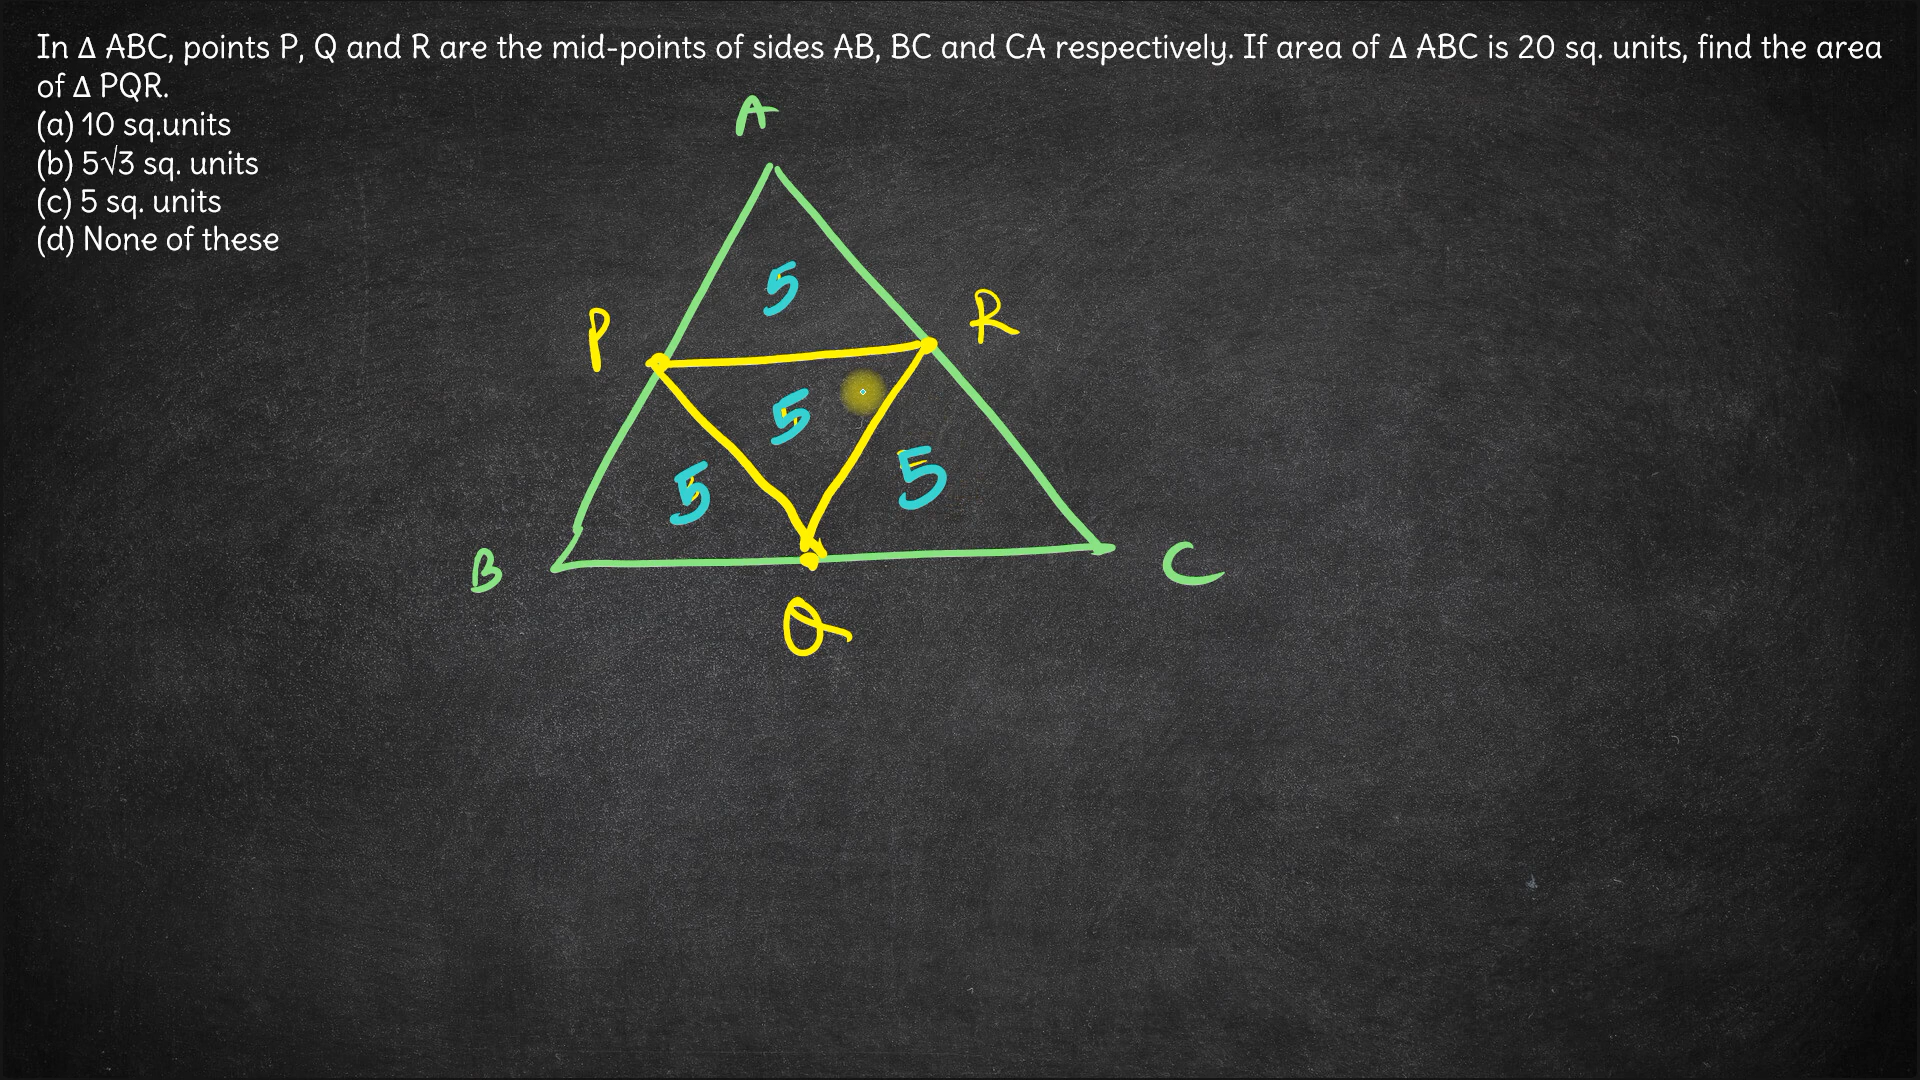 In ∆ ABC, points P, Q and R are the mid-points of sides AB, BC and CA respectively. If area of ∆ ABC is 20 sq. units, find the area
of ∆ PQR.
(a) 10 sq.units
(b) 5√3 sq. units
(c) 5 sq. units
(d) None of these
A
5
P
R
5
5
5
B
C
Q